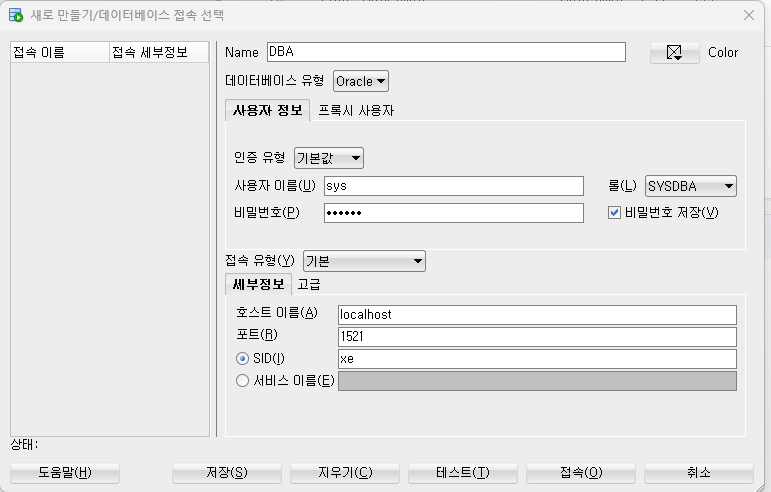 새로 만들기/데이터베이스 접속 선택
접속 이름 접속 세부정보
Name DBA Color
데이터베이스 유형 Oracle
사용자 정보 프록시 사용자
인증 유형 기본값
사용자 이름(U) sys 롤(L) SYSDBA
비밀번호(P) •••••• 비밀번호 저장(V)
접속 유형(Y) 기본
세부정보 고급
호스트 이름(A) localhost
포트(R) 1521
SID(I) xe
서비스 이름(E)
상태:
도움말(H) 저장(S) 지우기(C) 테스트(T) 접속(O) 취소